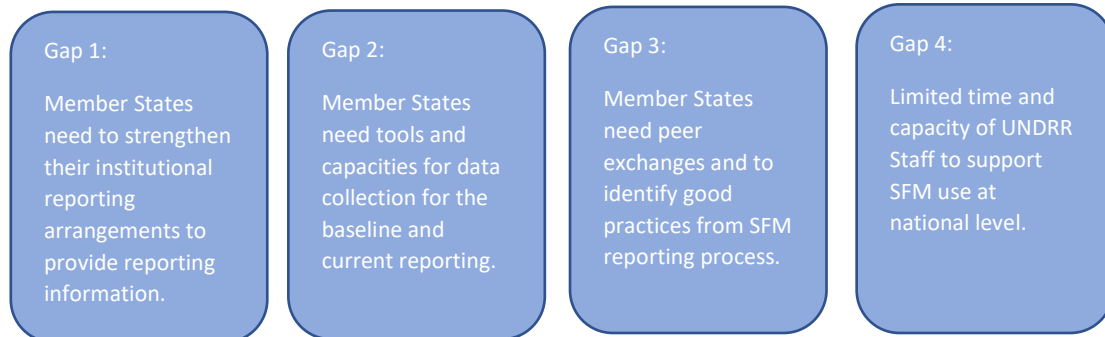 Gap 1:
Member States
need to strengthen
their institutional
reporting
arrangements to
provide reporting
information.
Gap 2:
Member States
need tools and
capacities for data
collection for the
baseline and
current reporting.
Gap 3:
Member States
need peer
exchanges and to
identify good
practices from SFM
reporting process.
Gap 4:
Limited time and
capacity of UNDRR
Staff to support
SFM use at
national level.